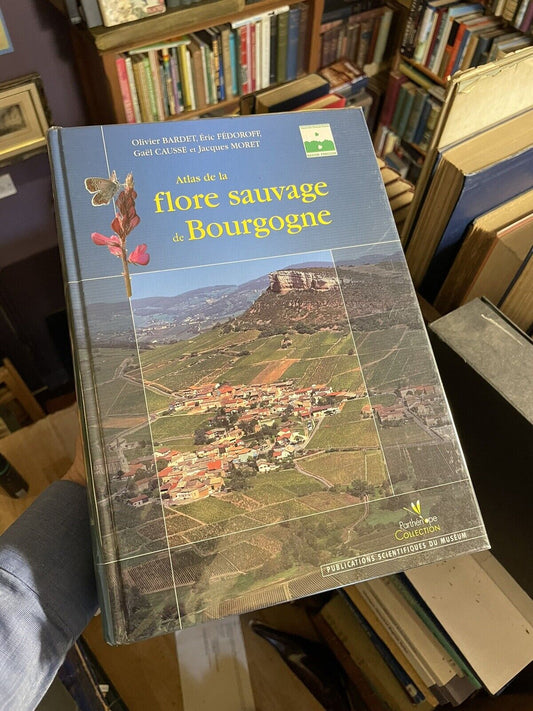 Olivier BARDET, Éric FÉDOROFF,
Gaël CAUSSE et Jacques MORET
Atlas de la
flore sauvage
de Bourgogne
Parthénope
COLLECTION
PUBLICATIONS SCIENTIFIQUES DU MUSÉUM